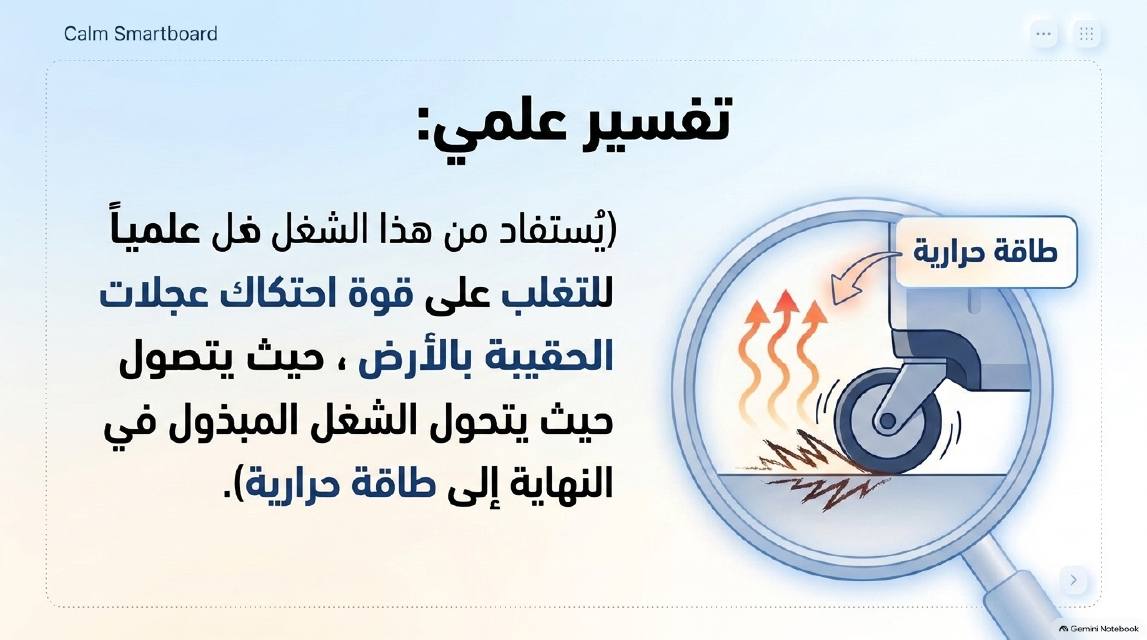 Calm Smartboard
تفسير علمي:
(يُستفاد من هذا الشغل غل علمياً
للتغلب على قوة احتكاك عجلات
الحقيبة بالأرض ، حيث يتصول
حيث يتحول الشغل المبذول في
النهاية إلى طاقة حرارية).
طاقة حرارية
Gemini Notebook